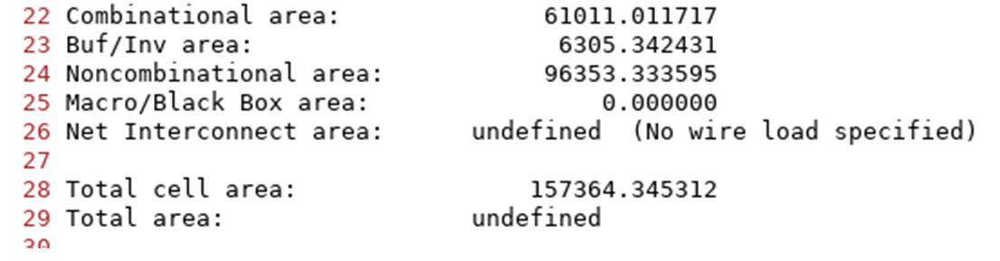 22 Combinational area: 61011.011717
23 Buf/Inv area: 6305.342431
24 Noncombinational area: 96353.333595
25 Macro/Black Box area: 0.000000
26 Net Interconnect area: undefined (No wire load specified)
27
28 Total cell area: 157364.345312
29 Total area: undefined
30